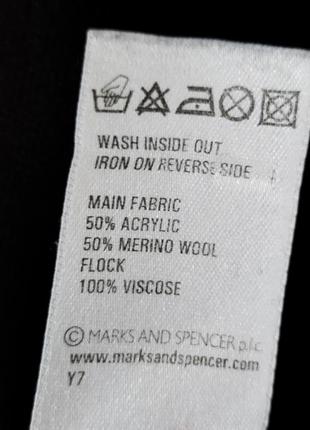 WASH INSIDE OUT
IRON ON REVERSE SIDE
MAIN FABRIC
50% ACRYLIC
50% MERINO WOOL
FLOCK
100% VISCOSE
© MARKS AND SPENCER p.l.c.
www.marksandspencer.com
Y7